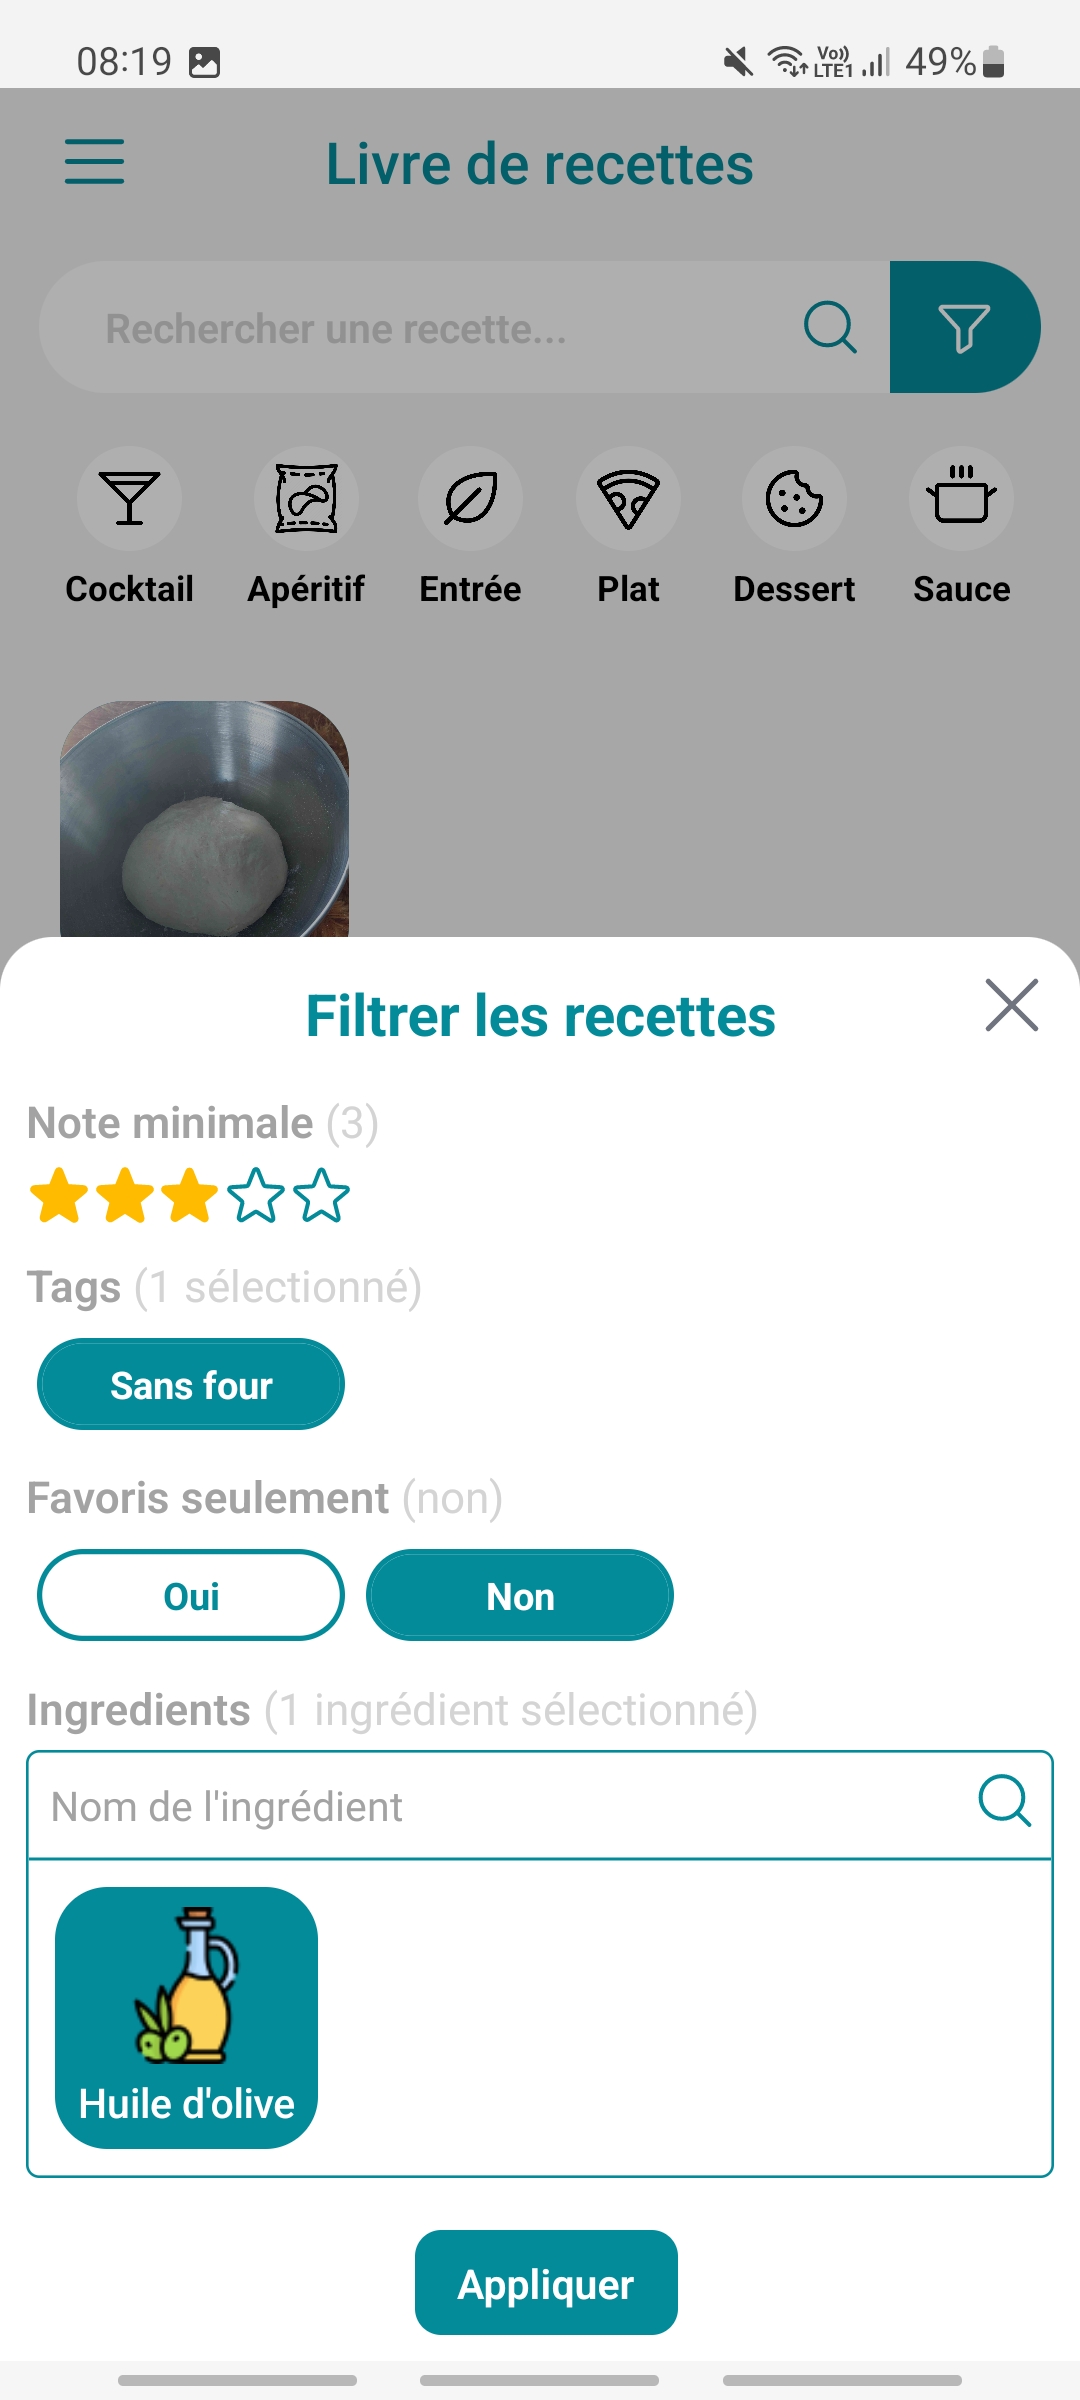 08:19 Vo)) LTE1 49%
Livre de recettes
Rechercher une recette...
Cocktail Apéritif Entrée Plat Dessert Sauce
Filtrer les recettes
Note minimale (3)
Tags (1 sélectionné)
Sans four
Favoris seulement (non)
Oui Non
Ingredients (1 ingrédient sélectionné)
Nom de l'ingrédient
Huile d'olive
Appliquer